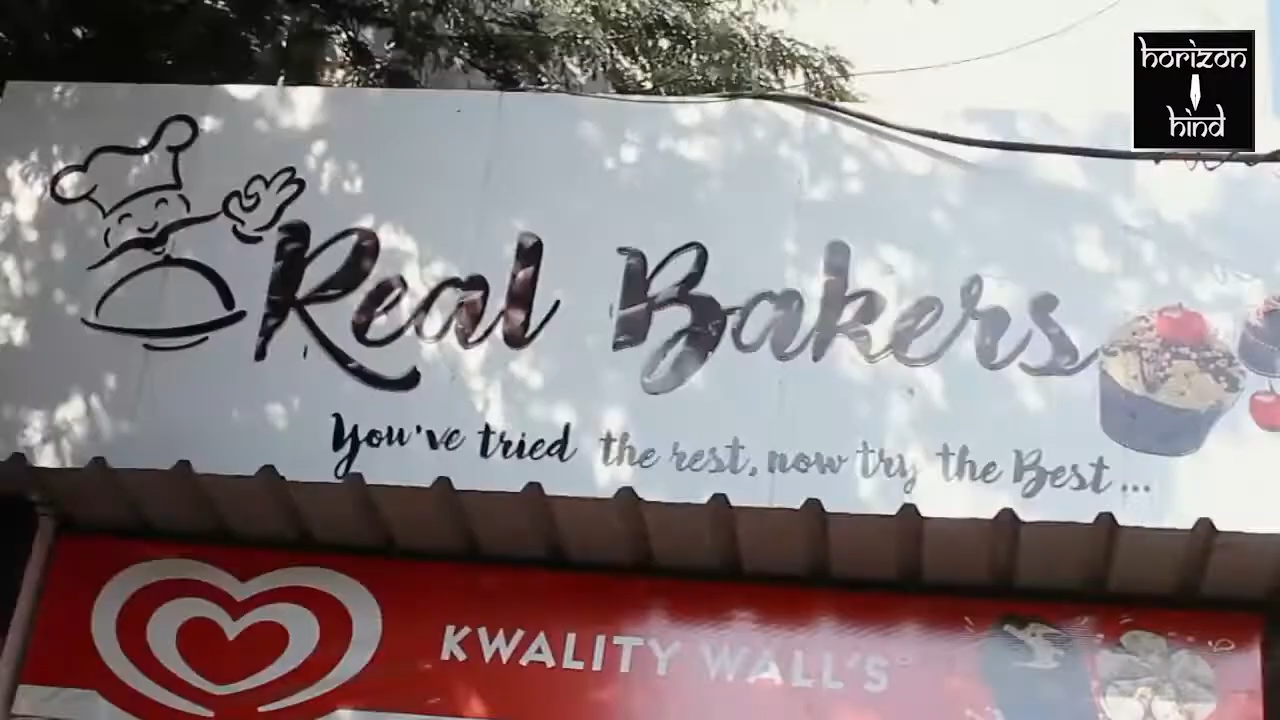 horizon
hind
Real Bakers
You've tried the rest, now try the Best...
KWALITY WALL'S